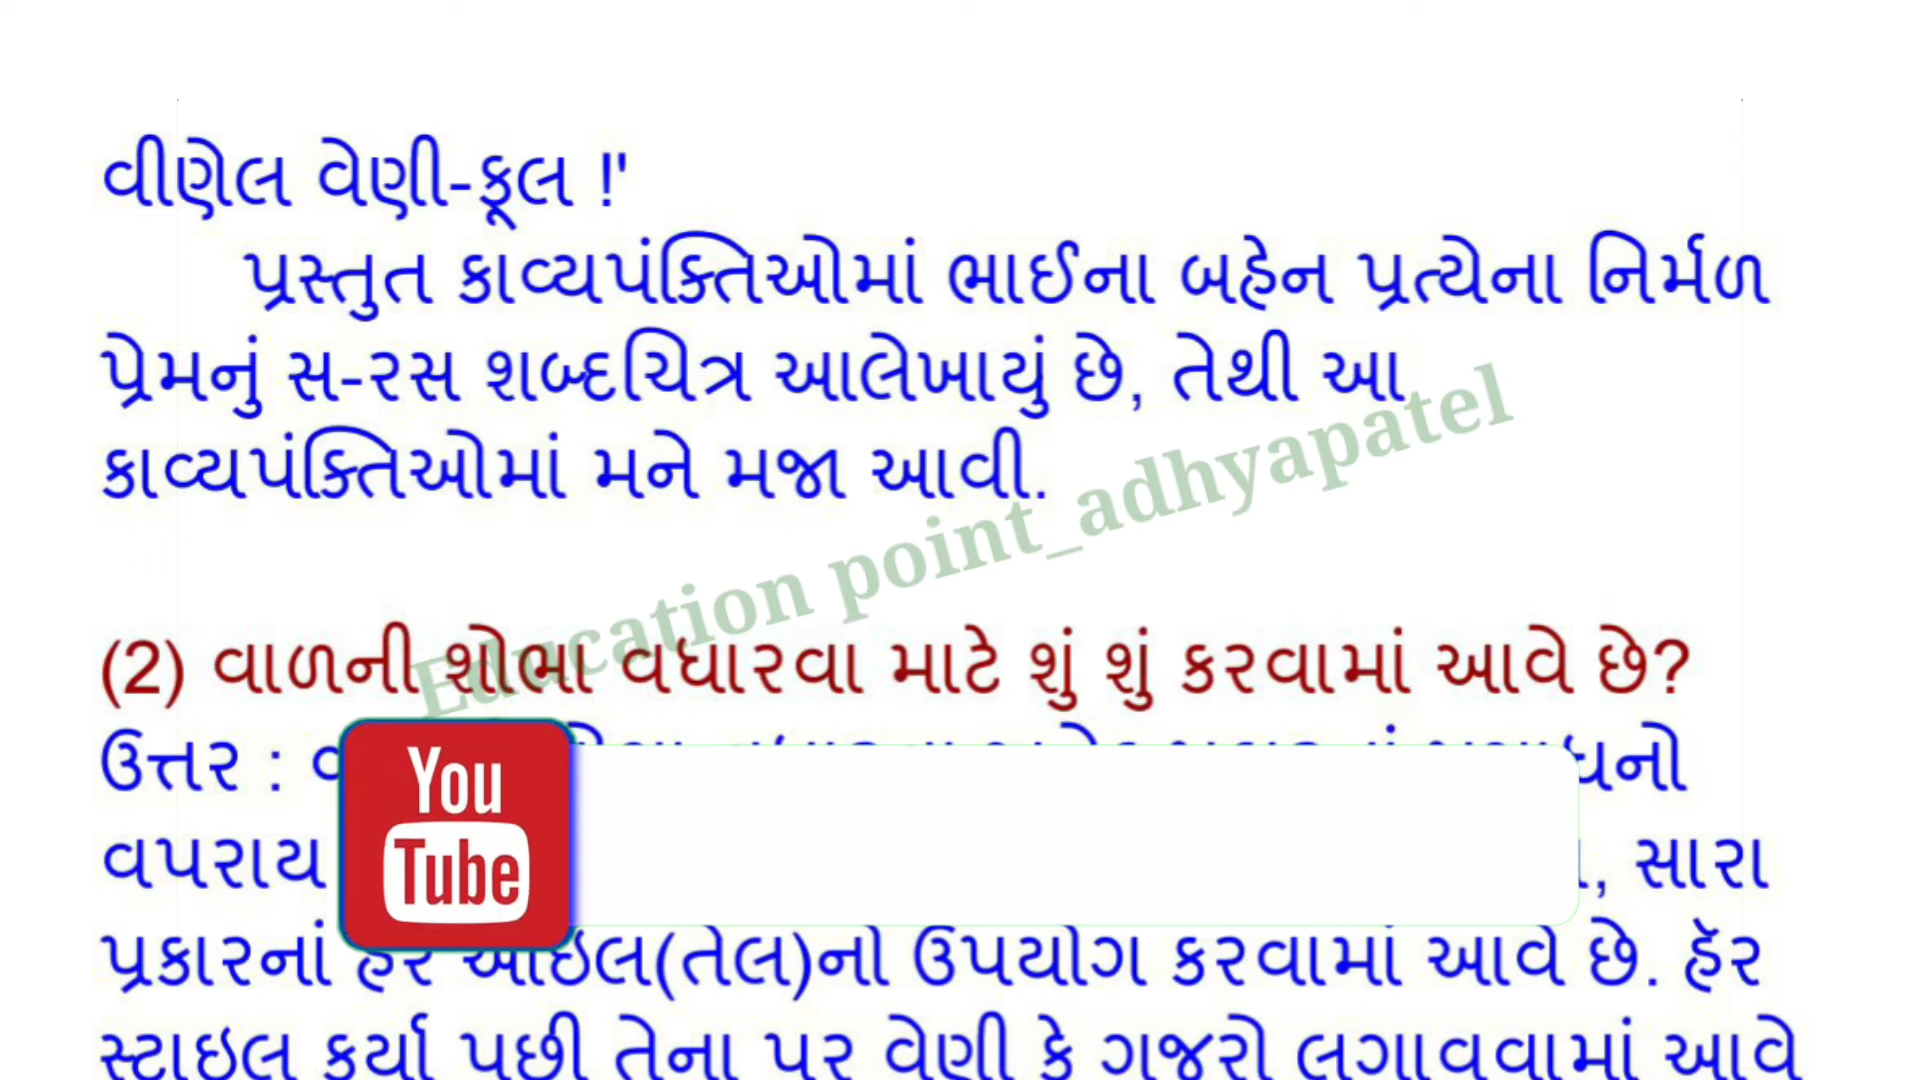 વીણેલ વેણી-ફૂલ !'
પ્રસ્તુત કાવ્યપંક્તિઓમાં ભાઈના બહેન પ્રત્યેના નિર્મળ
પ્રેમનું સ-રસ શબ્દચિત્ર આલેખાયું છે, તેથી આ
કાવ્યપંક્તિઓમાં મને મજા આવી.
Education point_adhyapatel
(2) વાળની શોભા વધારવા માટે શું શું કરવામાં આવે છે?
ઉત્તર :
વપરાય
You
Tube
, સારા
પ્રકારનાં હેર ઑઇલ(તેલ)નો ઉપયોગ કરવામાં આવે છે. હૅર
સ્ટાઇલ કર્યા પછી તેના પર વેણી કે ગજરો લગાવવામાં આવે